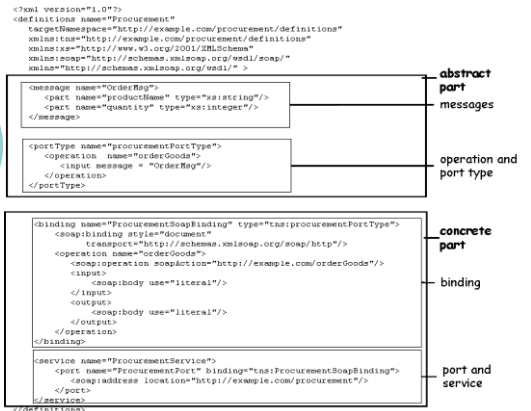 <?xml version="1.0"?>
<definitions name="Procurement"
targetNamespace="http://example.com/procurement/definitions"
xmlns:tns="http://example.com/procurement/definitions"
xmlns:xs="http://www.w3.org/2001/XMLSchema"
xmlns:soap="http://schemas.xmlsoap.org/wsdl/soap/"
xmlns="http://schemas.xmlsoap.org/wsdl/" >
abstract
part
<message name="OrderMsg">
<part name="productName" type="xs:string"/>
<part name="quantity" type="xs:integer"/>
</message>
messages
<portType name="procurementPortType">
<operation name="orderGoods">
<input message = "OrderMsg"/>
</operation>
</portType>
operation and
port type
<binding name="ProcurementSoapBinding" type="tns:procurementPortType">
<soap:binding style="document"
transport="http://schemas.xmlsoap.org/soap/http"/>
<operation name="orderGoods">
<soap:operation soapAction="http://example.com/orderGoods"/>
<input>
<soap:body use="literal"/>
</input>
<output>
<soap:body use="literal"/>
</output>
</operation>
</binding>
concrete
part
binding
<service name="ProcurementService">
<port name="ProcurementPort" binding="tns:ProcurementSoapBinding">
<soap:address location="http://example.com/procurement"/>
</port>
</service>
port and
service
</definitions>